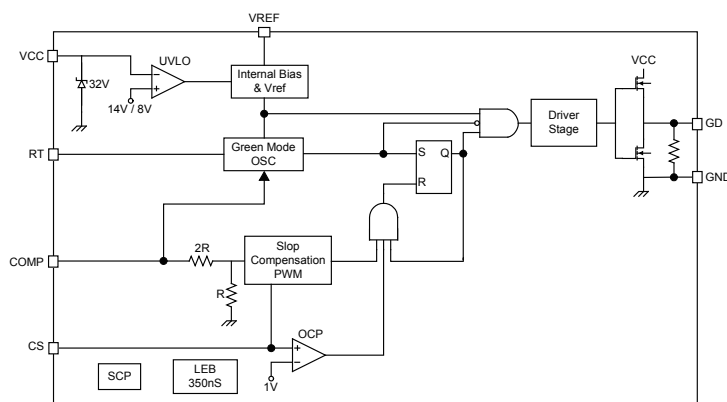 VREF
VCC
UVLO
32V
14V / 8V
Internal Bias
& Vref
VCC
Driver
Stage
GD
RT
Green Mode
OSC
S
Q
R
GND
COMP
2R
R
Slop
Compensation
PWM
CS
OCP
1V
SCP
LEB
350nS